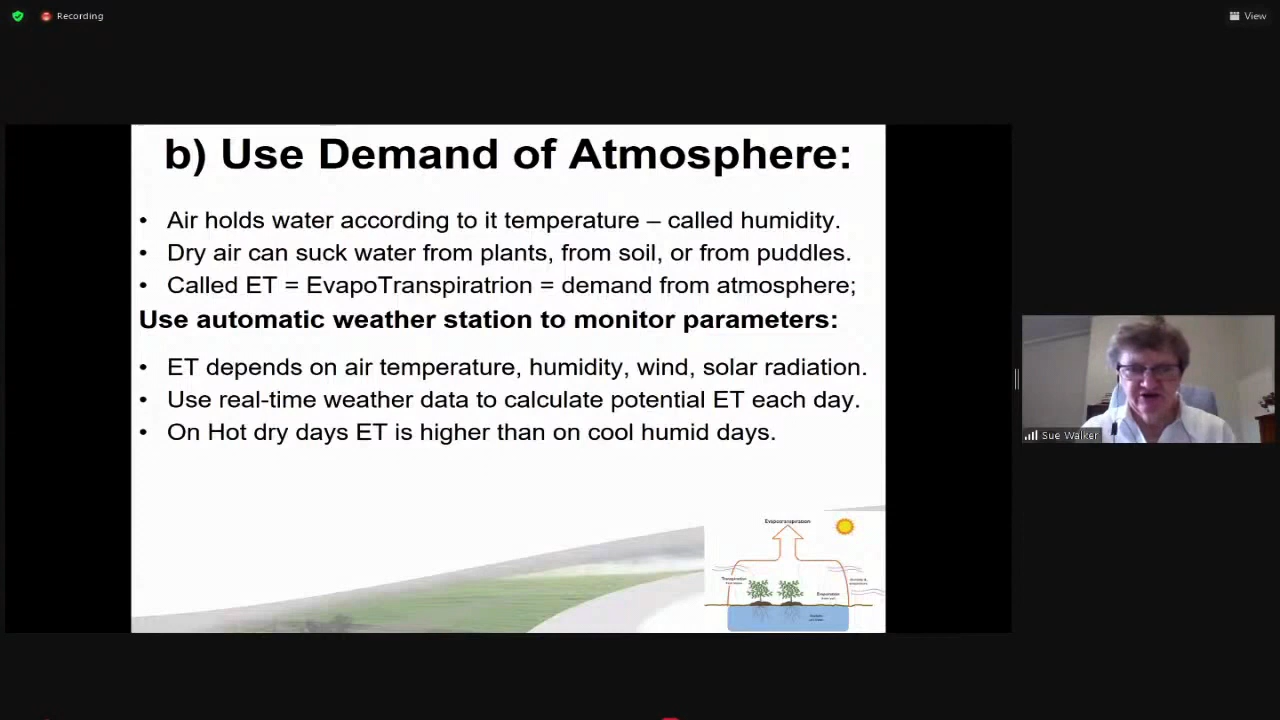 Recording
View
b) Use Demand of Atmosphere:
• Air holds water according to it temperature – called humidity.
• Dry air can suck water from plants, from soil, or from puddles.
• Called ET = EvapoTranspiratrion = demand from atmosphere;
Use automatic weather station to monitor parameters:
• ET depends on air temperature, humidity, wind, solar radiation.
• Use real-time weather data to calculate potential ET each day.
• On Hot dry days ET is higher than on cool humid days.
Sue Walker
Evapotranspiration
Transpiration
Evaporation